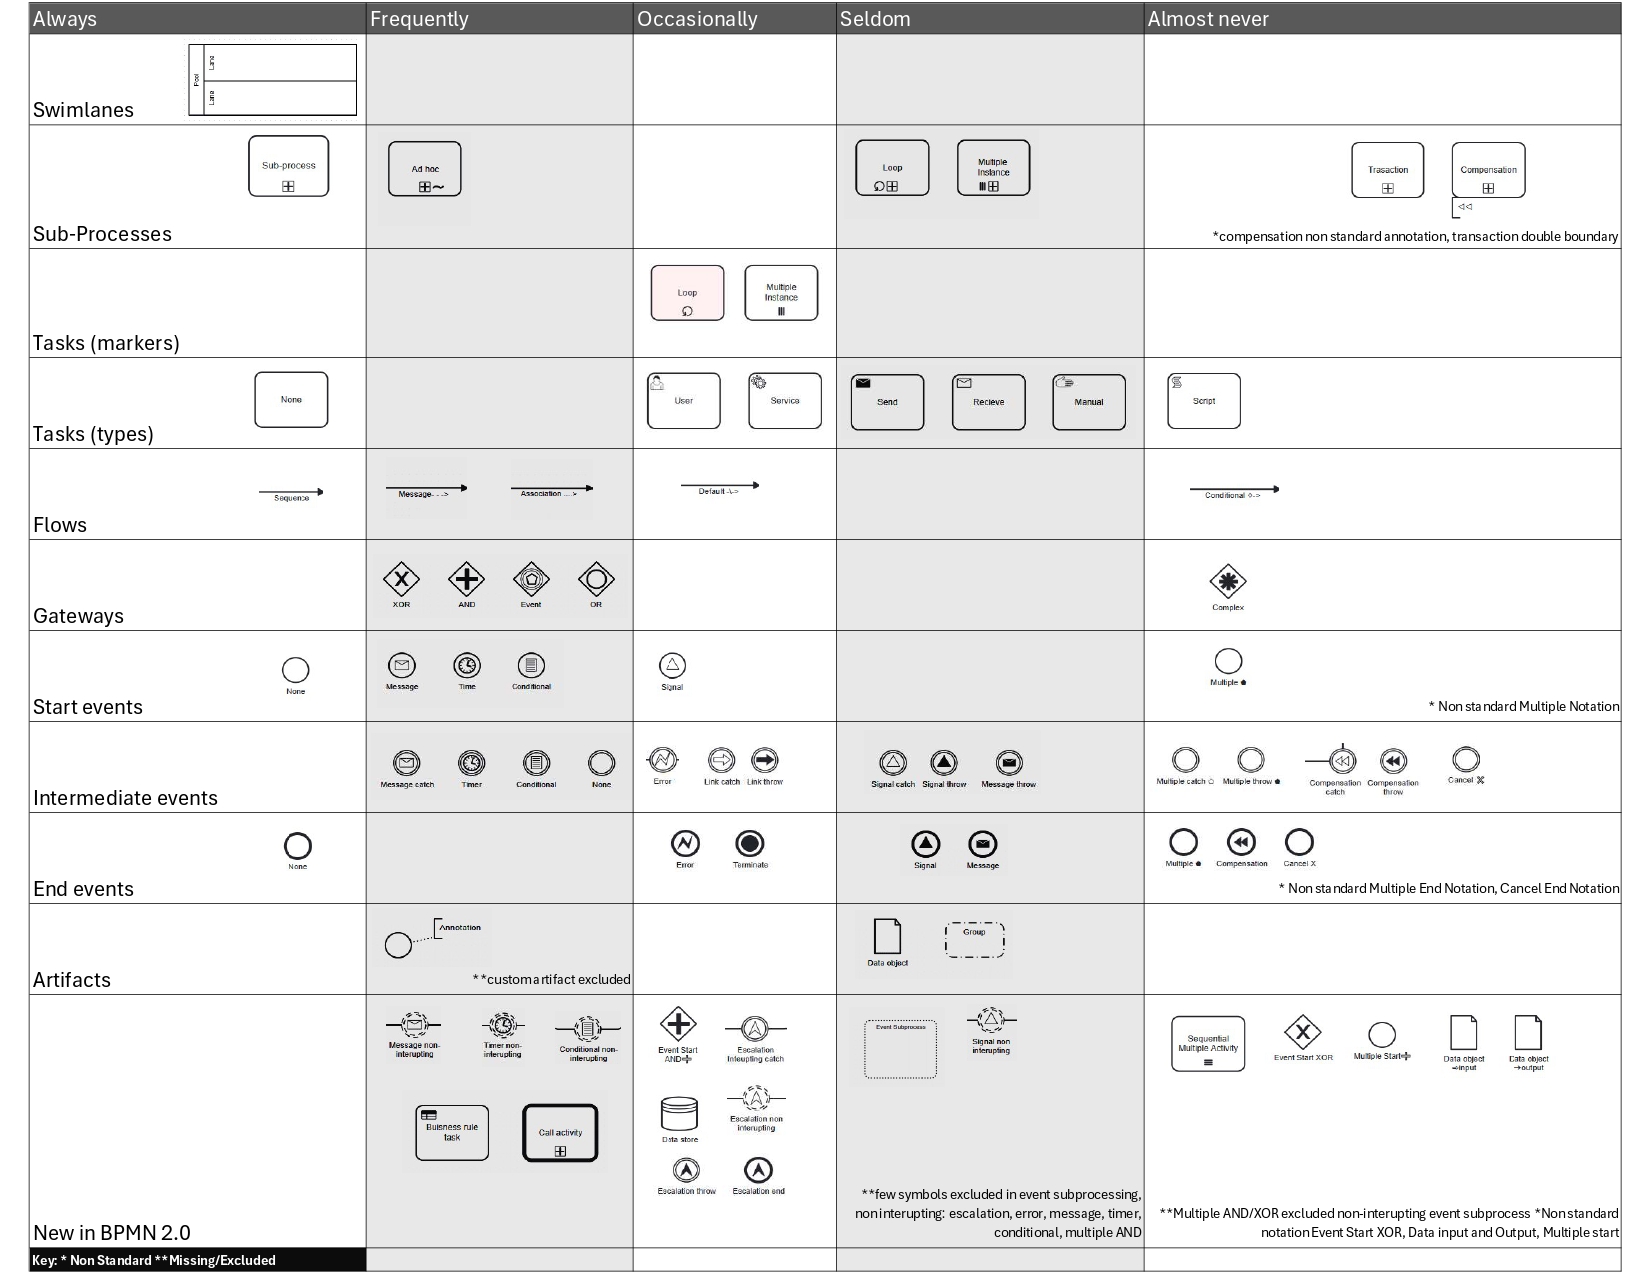 Always
Frequently
Occasionally
Seldom
Almost never
Pool
Lane
Lane
Swimlanes
Sub-process
Ad hoc
Loop
Multiple
Instance
Trasaction
Compensation
*compensation non standard annotation, transaction double boundary
Sub-Processes
Loop
Multiple
Instance
Tasks (markers)
None
User
Service
Send
Recieve
Manual
Script
Tasks (types)
Sequence
Message- - ->
Association ....>
Default -\->
Conditional ◇->
Flows
X
XOR
AND
Event
OR
Complex
Gateways
None
Message
Time
Conditional
Signal
Multiple
* Non standard Multiple Notation
Start events
Message catch
Timer
Conditional
None
Error
Link catch
Link throw
Signal catch
Signal throw
Message throw
Multiple catch
Multiple throw
Compensation
catch
Compensation
throw
Cancel
Intermediate events
None
Error
Terminate
Signal
Message
Multiple
Compensation
Cancel X
* Non standard Multiple End Notation, Cancel End Notation
End events
Annotation
**custom artifact excluded
Data object
Group
Artifacts
Message non-
interupting
Timer non-
interupting
Conditional non-
interupting
Buisness rule
task
Call activity
Event Start
AND
Escalation
Inteupting catch
Data store
Escalation non
interupting
Escalation throw
Escalation end
Event Subprocess
Signal non
interupting
**few symbols excluded in event subprocessing,
non interupting: escalation, error, message, timer,
conditional, multiple AND
Sequential
Multiple Activity
X
Event Start XOR
Multiple Start
Data object
⇒input
Data object
→output
**Multiple AND/XOR excluded non-interupting event subprocess *Non standard
notation Event Start XOR, Data input and Output, Multiple start
New in BPMN 2.0
Key: * Non Standard **Missing/Excluded